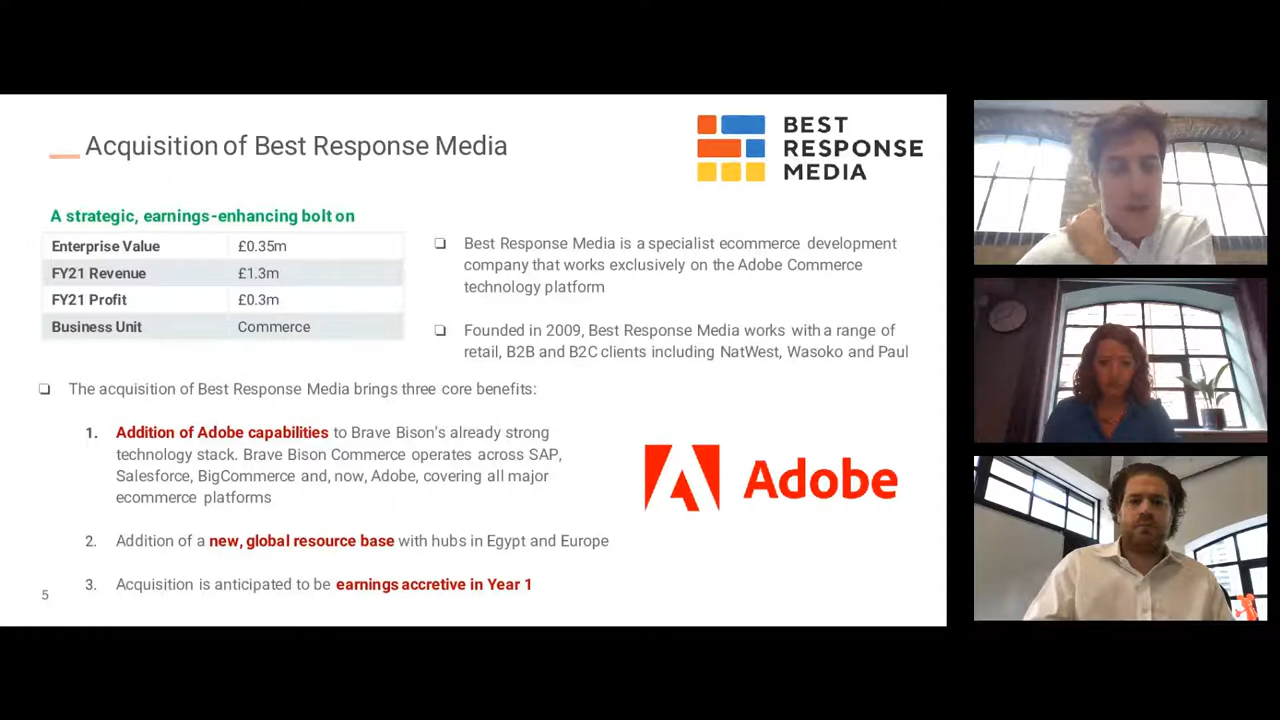 Acquisition of Best Response Media
BEST
RESPONSE
MEDIA
A strategic, earnings-enhancing bolt on
Enterprise Value £0.35m
FY21 Revenue £1.3m
FY21 Profit £0.3m
Business Unit Commerce
❑ Best Response Media is a specialist ecommerce development
company that works exclusively on the Adobe Commerce
technology platform
❑ Founded in 2009, Best Response Media works with a range of
retail, B2B and B2C clients including NatWest, Wasoko and Paul
❑ The acquisition of Best Response Media brings three core benefits:
1. Addition of Adobe capabilities to Brave Bison's already strong
technology stack. Brave Bison Commerce operates across SAP,
Salesforce, BigCommerce and, now, Adobe, covering all major
ecommerce platforms
2. Addition of a new, global resource base with hubs in Egypt and Europe
3. Acquisition is anticipated to be earnings accretive in Year 1
Adobe
5